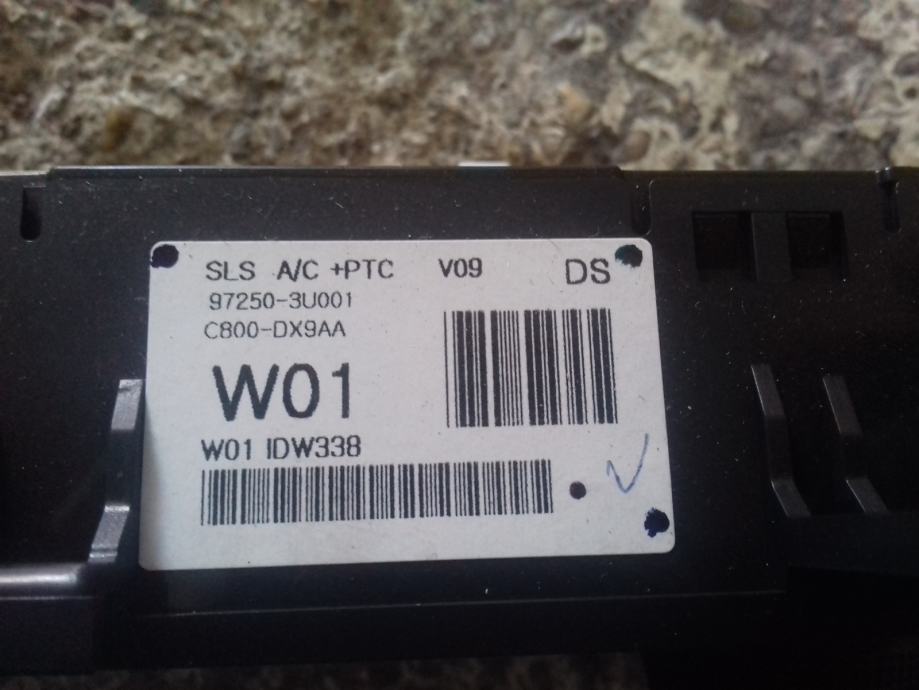 SLS A/C +PTC V09 DS
97250-3U001
C800-DX9AA
W01
W01 IDW338